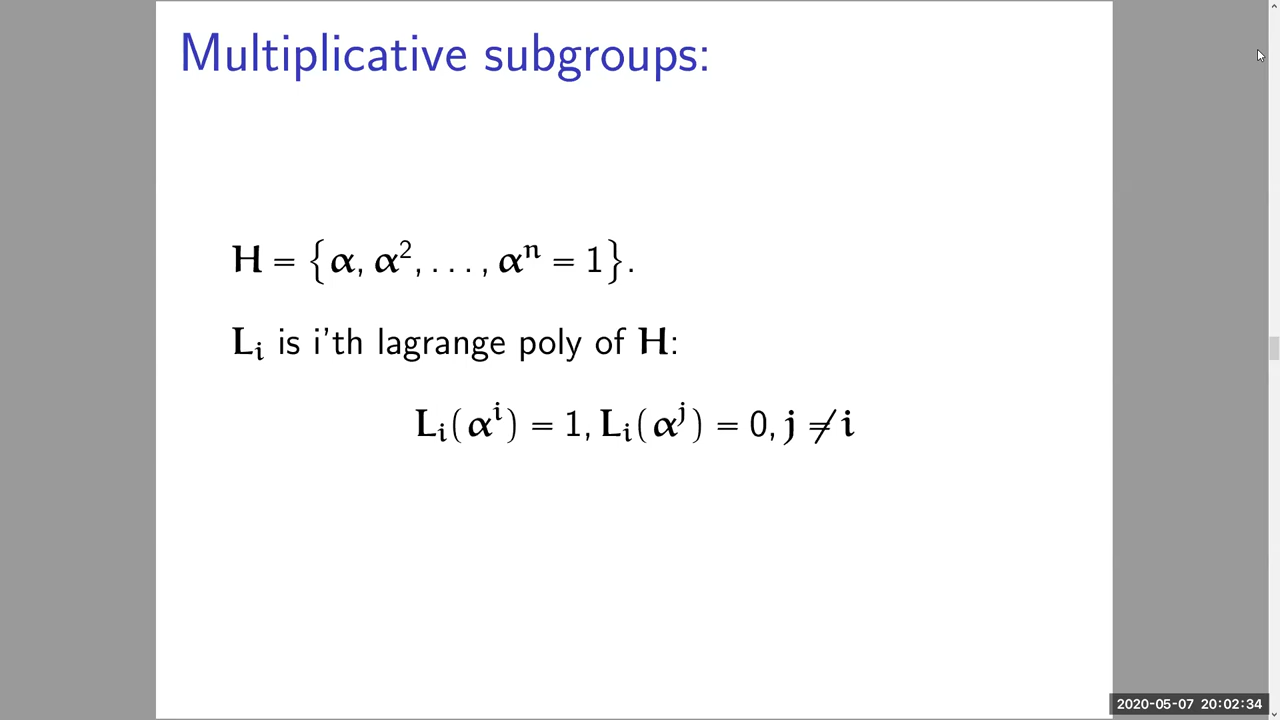 Multiplicative subgroups:
H = {α, α², . . . , αⁿ = 1}.
Lᵢ is i'th lagrange poly of H:
Lᵢ(αⁱ) = 1, Lᵢ(αʲ) = 0, j ≠ i
2020-05-07 20:02:34